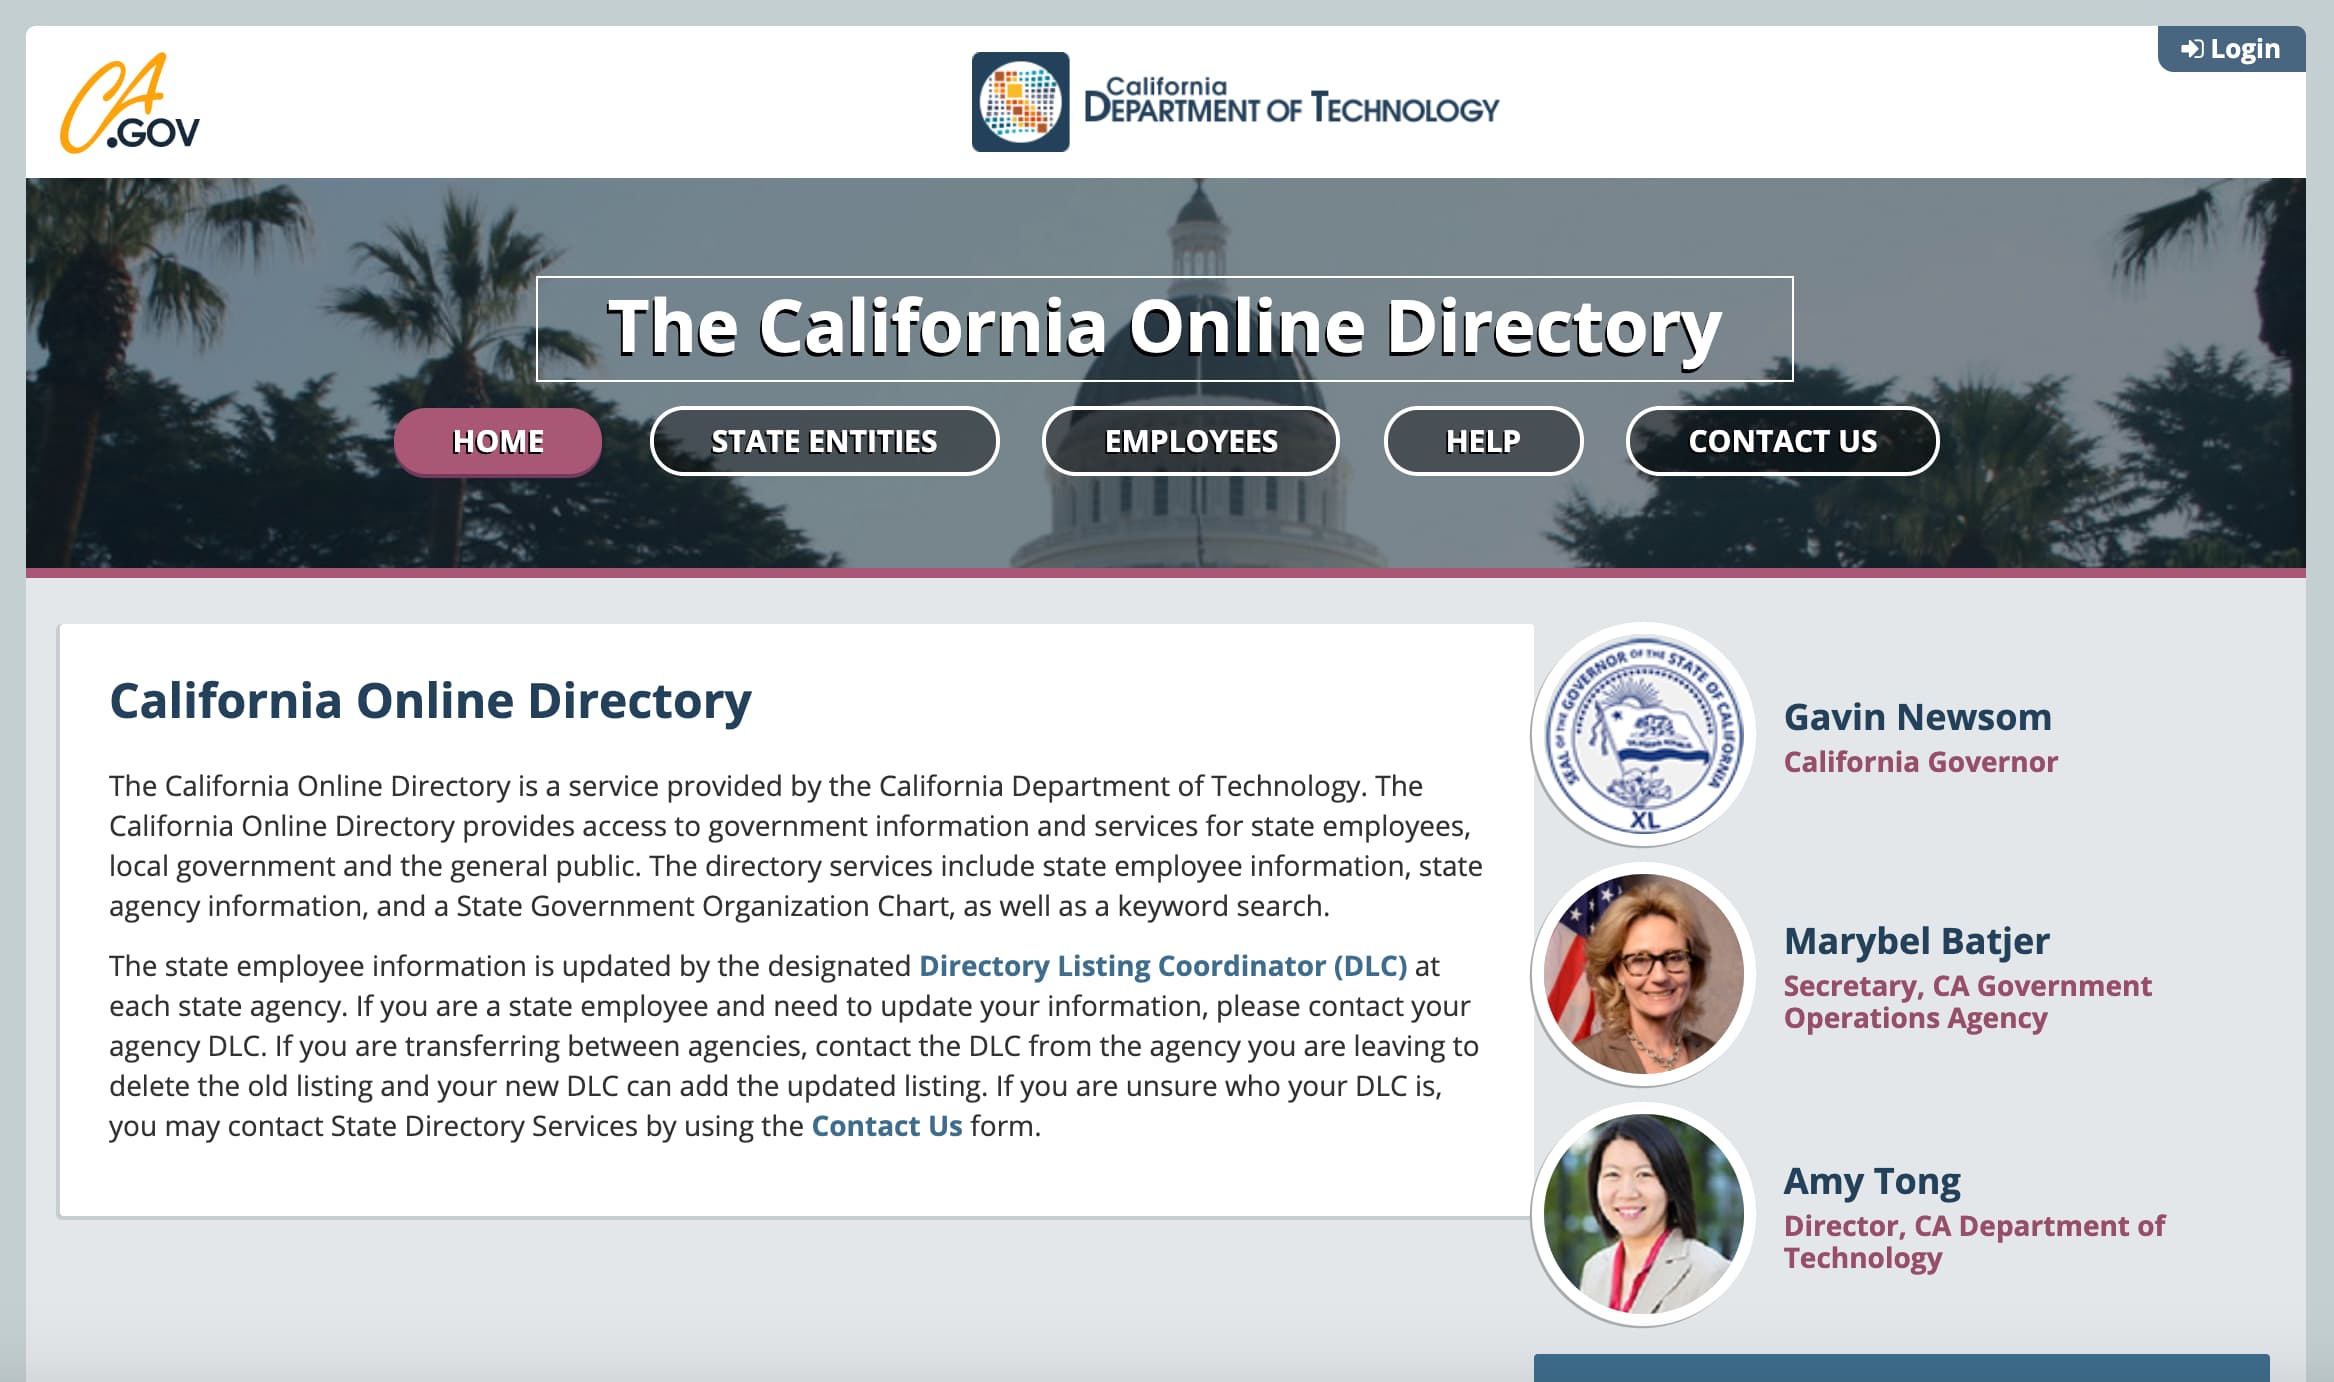 CA
.GOV
California
DEPARTMENT OF TECHNOLOGY
Login
The California Online Directory
HOME
STATE ENTITIES
EMPLOYEES
HELP
CONTACT US
California Online Directory
The California Online Directory is a service provided by the California Department of Technology. The
California Online Directory provides access to government information and services for state employees,
local government and the general public. The directory services include state employee information, state
agency information, and a State Government Organization Chart, as well as a keyword search.
The state employee information is updated by the designated Directory Listing Coordinator (DLC) at
each state agency. If you are a state employee and need to update your information, please contact your
agency DLC. If you are transferring between agencies, contact the DLC from the agency you are leaving to
delete the old listing and your new DLC can add the updated listing. If you are unsure who your DLC is,
you may contact State Directory Services by using the Contact Us form.
SEAL OF THE GOVERNOR OF THE STATE OF CALIFORNIA
XL
Gavin Newsom
California Governor
Marybel Batjer
Secretary, CA Government
Operations Agency
Amy Tong
Director, CA Department of
Technology